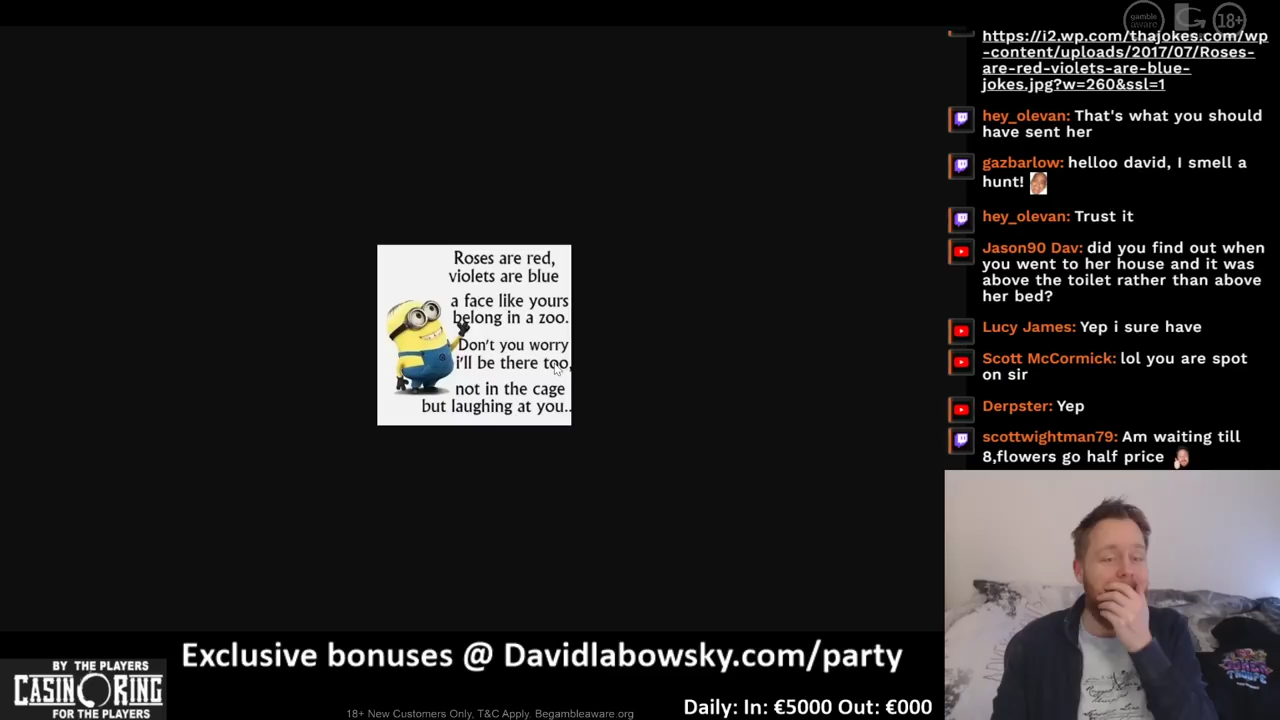 gamble
aware
G
18+
https://i2.wp.com/thajokes.com/wp
-content/uploads/2017/07/Roses-
are-red-violets-are-blue-
jokes.jpg?w=260&ssl=1
hey_olevan: That's what you should
have sent her
gazbarlow: helloo david, I smell a
hunt!
hey_olevan: Trust it
Jason90 Dav: did you find out when
you went to her house and it was
above the toilet rather than above
her bed?
Lucy James: Yep i sure have
Scott McCormick: lol you are spot
on sir
Derpster: Yep
scottwightman79: Am waiting till
8,flowers go half price
Roses are red,
violets are blue
a face like yours
belong in a zoo.
Don't you worry
i'll be there too,
not in the cage
but laughing at you..
BY THE PLAYERS
CASINO RING
FOR THE PLAYERS
Exclusive bonuses @ Davidlabowsky.com/party
18+ New Customers Only, T&C Apply, Begambleaware.org
Daily: In: €5000 Out: €000